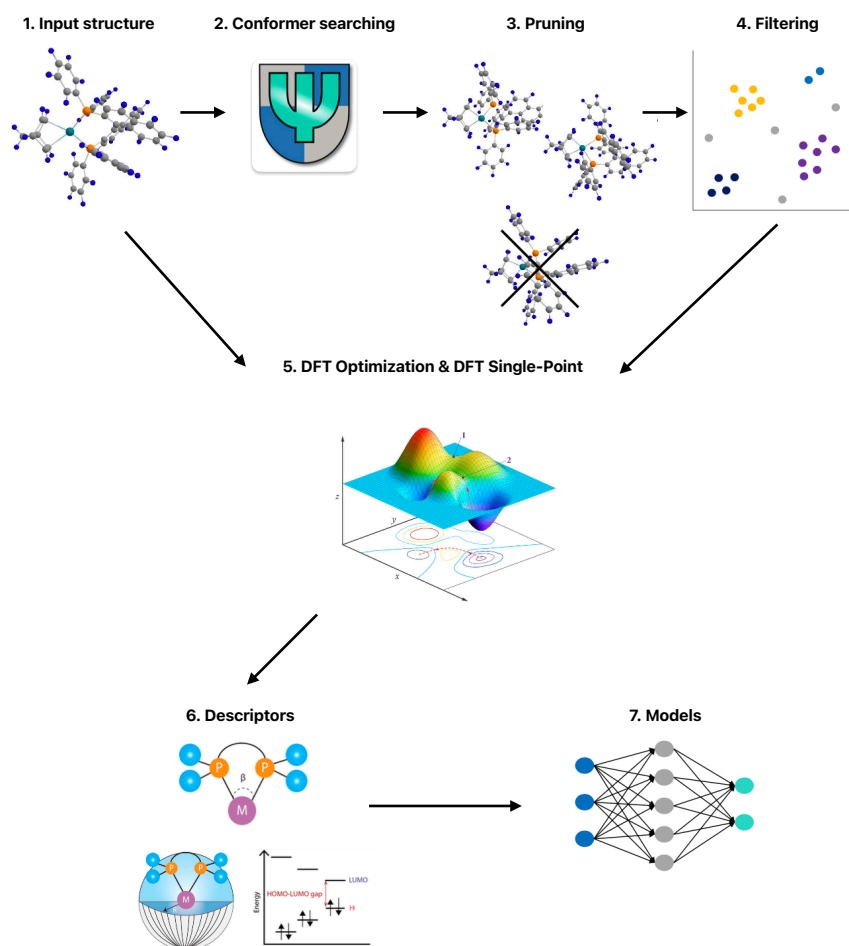 1. Input structure
2. Conformer searching
3. Pruning
4. Filtering
5. DFT Optimization & DFT Single-Point
1
2
z
y
x
6. Descriptors
7. Models
P
P
β
M
P
P
M
Energy
LUMO
HOMO-LUMO gap
H